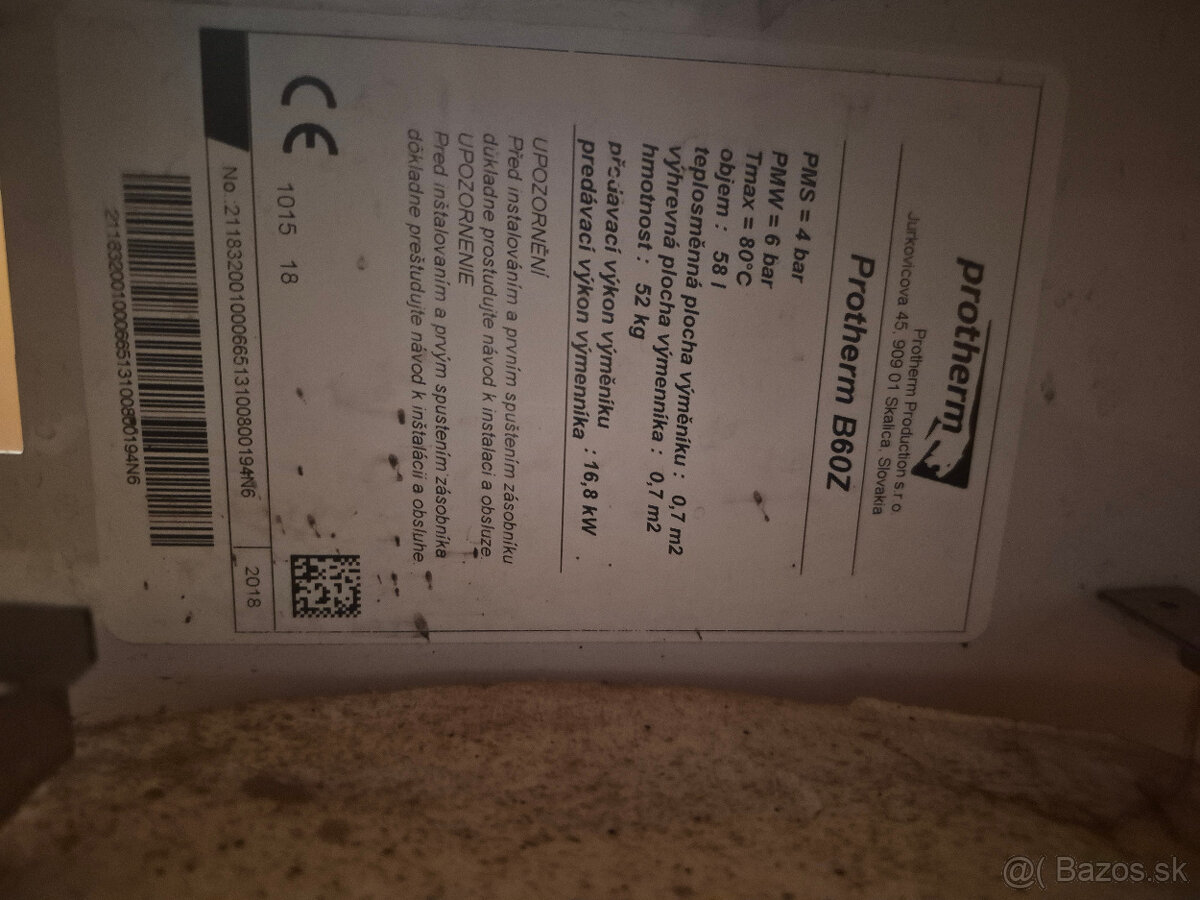 protherm
Protherm Production s.r.o.
Jurkovicova 45, 909 01 Skalica, Slovakia
Protherm B60Z
PMS = 4 bar
PMW = 6 bar
Tmax = 80°C
objem : 58 l
teplosměnná plocha výměníku : 0,7 m2
výhrevná plocha výmenníka : 0,7 m2
hmotnost : 52 kg
předávací výkon výměníku
predávací výkon výmenníka : 16,8 kW
UPOZORNĚNÍ
Před instalováním a prvním spuštěním zásobníku
důkladne prostudujte návod k instalaci a obsluze.
UPOZORNENIE
Pred inštalovaním a prvým spustením zásobníka
dôkladne preštudujte návod k inštalácii a obsluhe.
CE 1015 18
No.:21183200100066513100800194N6 2018
21183200100066513100800194N6
@( Bazos.sk